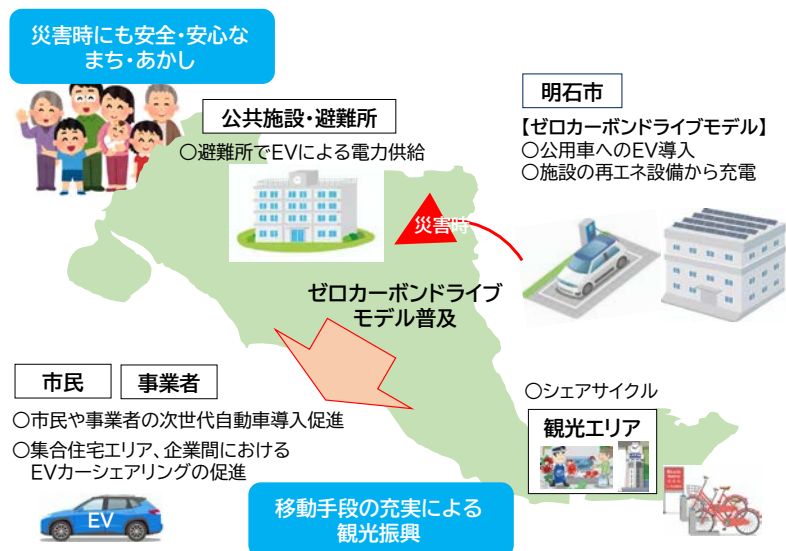 災害時にも安全・安心な
まち・あかし
公共施設・避難所
○避難所でEVによる電力供給
明石市
【ゼロカーボンドライブモデル】
○公用車へのEV導入
○施設の再エネ設備から充電
災害時
ゼロカーボンドライブ
モデル普及
市民
事業者
○市民や事業者の次世代自動車導入促進
○集合住宅エリア、企業間における
EVカーシェアリングの促進
EV
○シェアサイクル
観光エリア
移動手段の充実による
観光振興